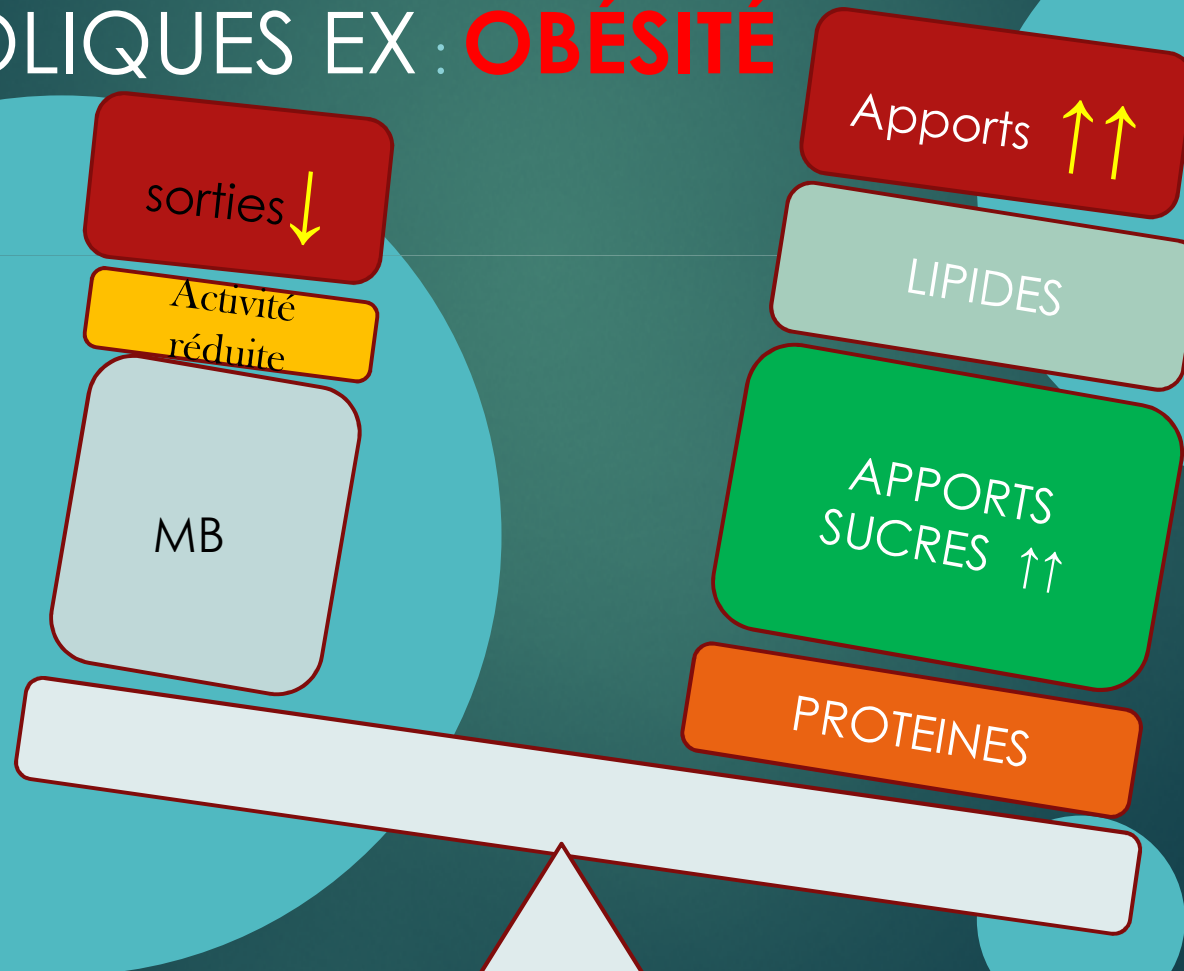 OLIQUES EX : OBÉSITÉ
sorties ↓
Activité
réduite
MB
Apports ↑↑
LIPIDES
APPORTS
SUCRES ↑↑
PROTEINES